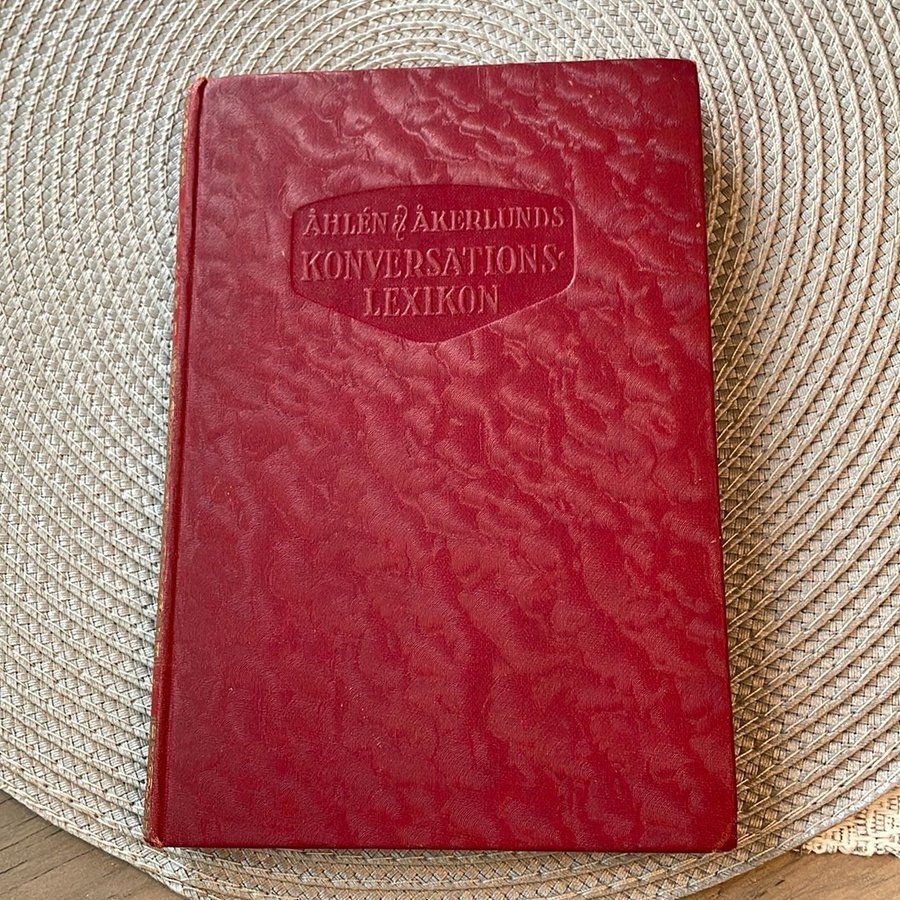 ÅHLÉN & ÅKERLUNDS
KONVERSATIONS-
LEXIKON